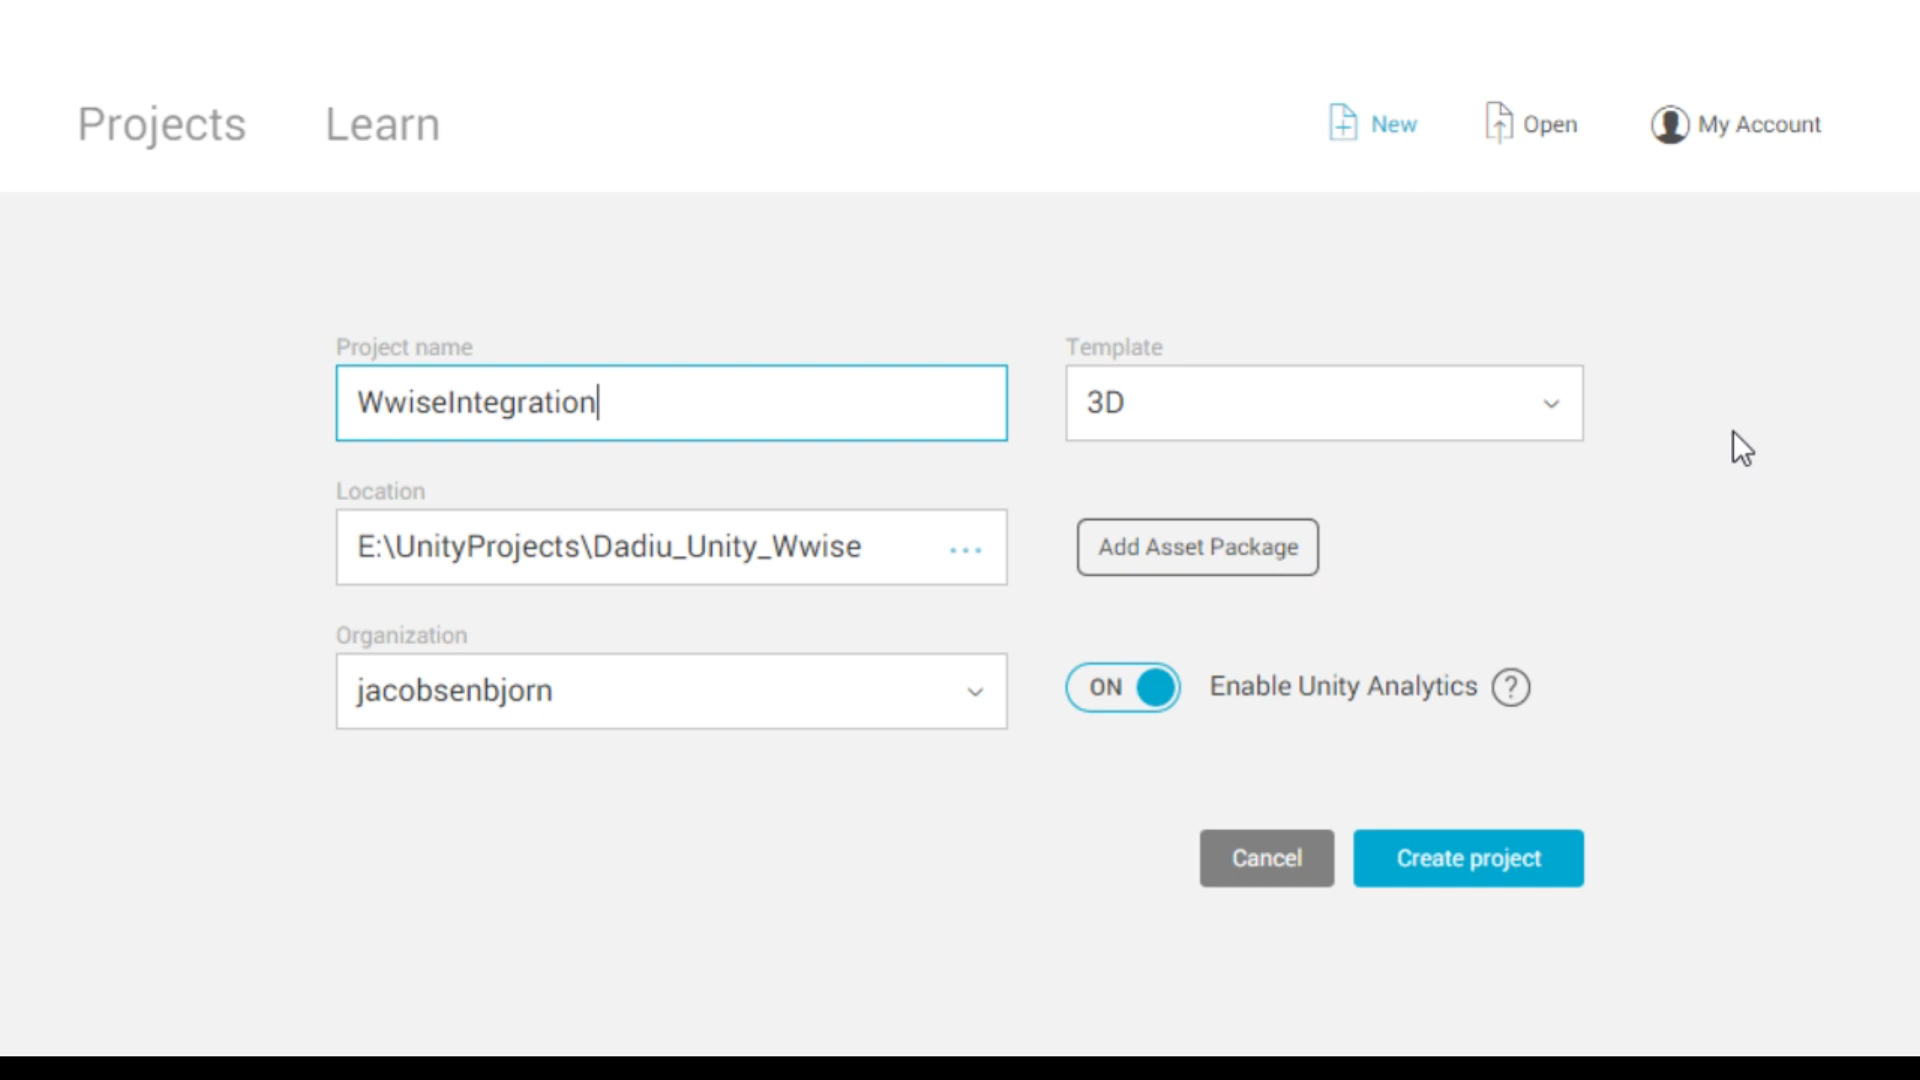 Projects Learn New Open My Account
Project name Template
WwiseIntegration 3D
Location
E:\UnityProjects\Dadiu_Unity_Wwise ... Add Asset Package
Organization
jacobsenbjorn ON Enable Unity Analytics ?
Cancel Create project